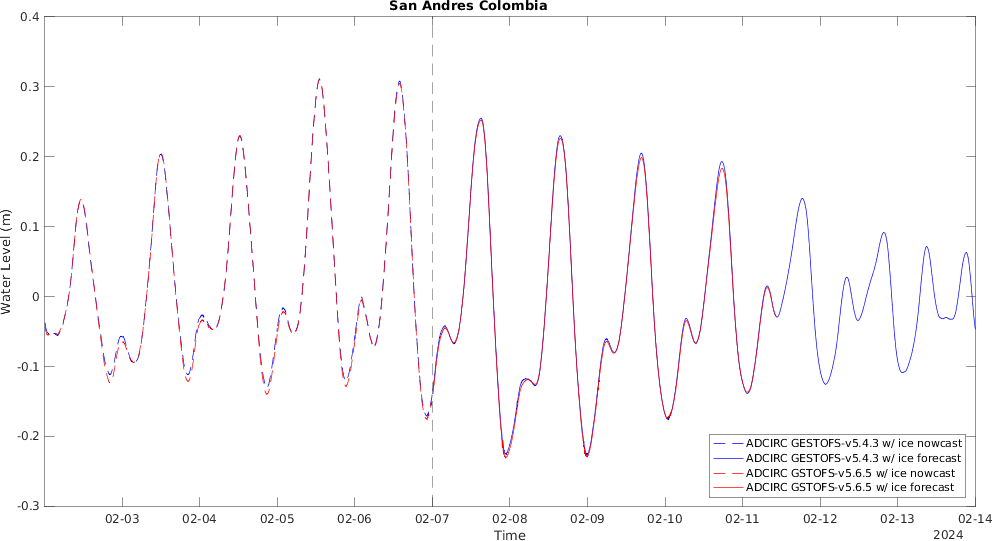 San Andres Colombia
0.4
0.3
0.2
0.1
0
-0.1
-0.2
-0.3
Water Level (m)
ADCIRC GESTOFS-v5.4.3 w/ ice nowcast
ADCIRC GESTOFS-v5.4.3 w/ ice forecast
ADCIRC GSTOFS-v5.6.5 w/ ice nowcast
ADCIRC GSTOFS-v5.6.5 w/ ice forecast
02-03 02-04 02-05 02-06 02-07 02-08 02-09 02-10 02-11 02-12 02-13 02-14
Time
2024